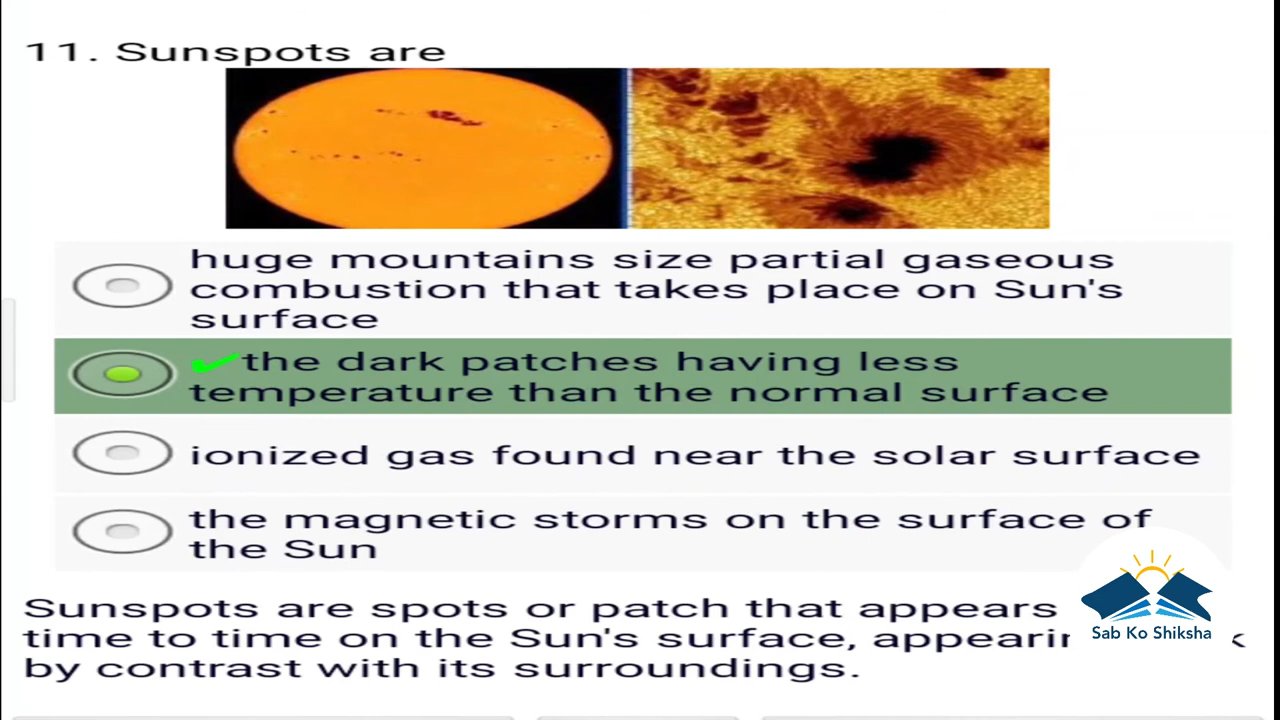 11. Sunspots are
huge mountains size partial gaseous
combustion that takes place on Sun's
surface
the dark patches having less
temperature than the normal surface
ionized gas found near the solar surface
the magnetic storms on the surface of
the Sun
Sunspots are spots or patch that appears
time to time on the Sun's surface,
by contrast with its surroundings.
Sab Ko Shiksha